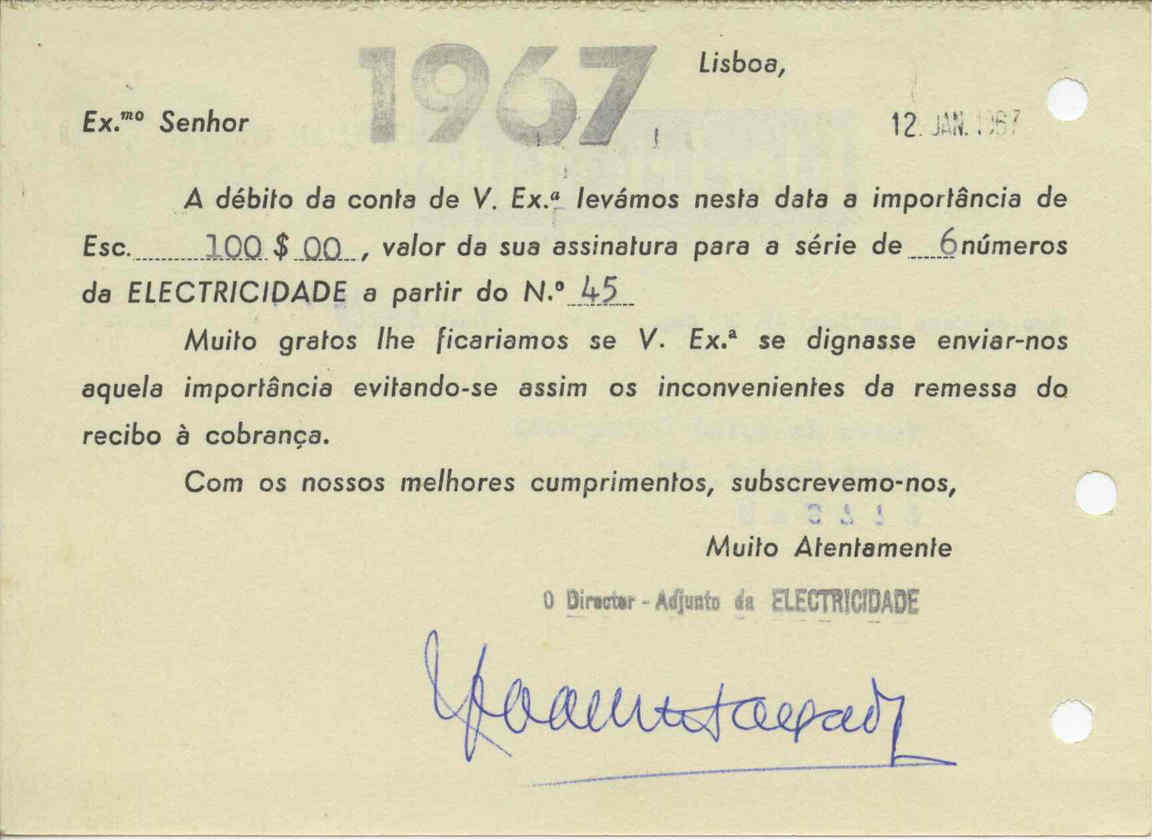 1967
Lisboa,
Ex.ᵐᵒ Senhor
12. JAN. 1967
A débito da conta de V. Ex.ª levámos nesta data a importância de
Esc. 100 $ 00, valor da sua assinatura para a série de 6 números
da ELECTRICIDADE a partir do N.º 45
Muito gratos lhe ficariamos se V. Ex.ª se dignasse enviar-nos
aquela importância evitando-se assim os inconvenientes da remessa do
recibo à cobrança.
Com os nossos melhores cumprimentos, subscrevemo-nos,
Muito Atentamente
O Director - Adjunto da ELECTRICIDADE